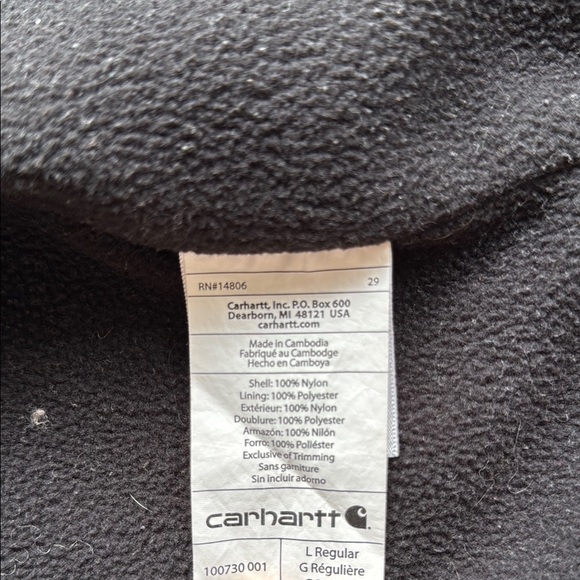 RN#14806 29
Carhartt, Inc. P.O. Box 600
Dearborn, MI 48121 USA
carhartt.com
Made in Cambodia
Fabriqué au Cambodge
Hecho en Camboya
Shell: 100% Nylon
Lining: 100% Polyester
Extérieur: 100% Nylon
Doublure: 100% Polyester
Armazón: 100% Nilón
Forro: 100% Poliéster
Exclusive of Trimming
Sans garniture
Sin incluir adorno
carhartt
100730 001
L Regular
G Régulière